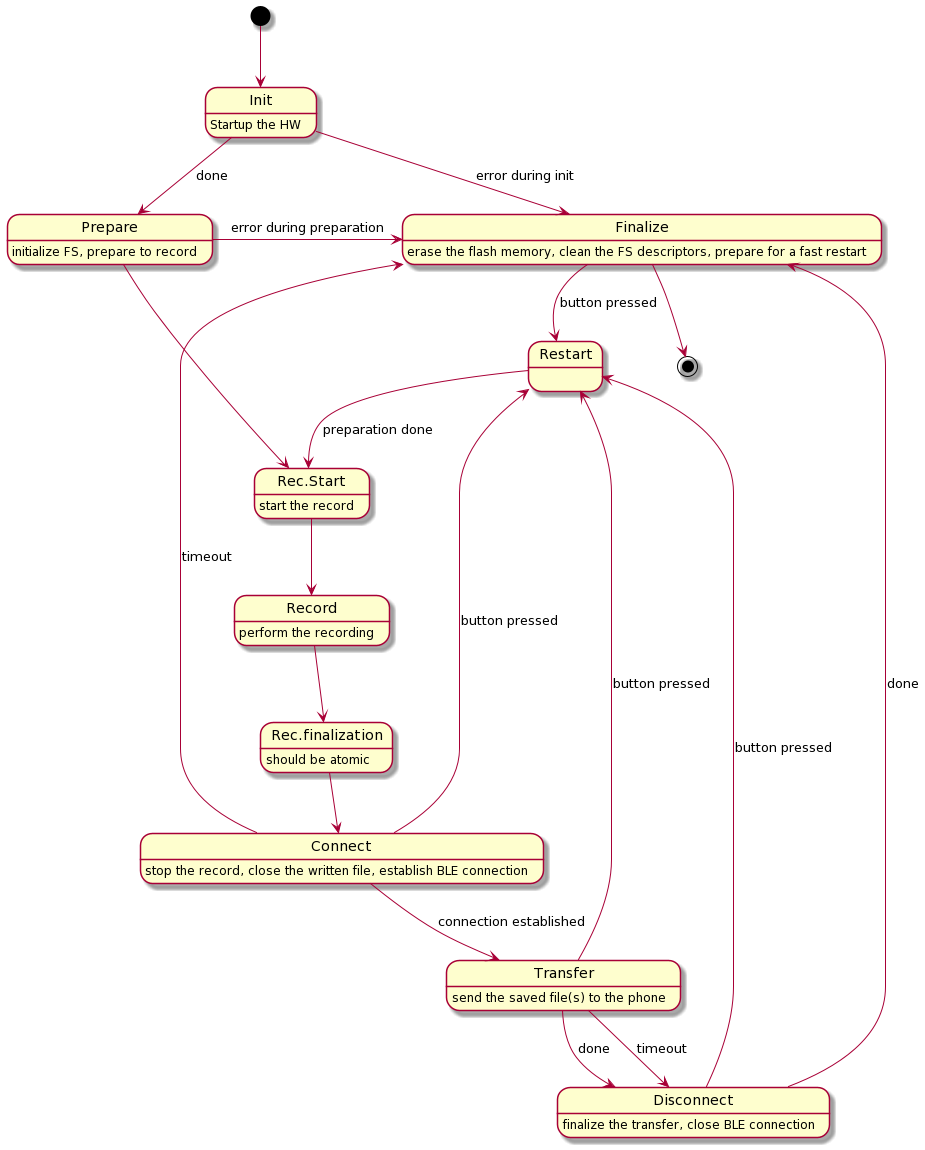 Init
Startup the HW
done
error during init
Prepare
initialize FS, prepare to record
error during preparation
Finalize
erase the flash memory, clean the FS descriptors, prepare for a fast restart
button pressed
Restart
preparation done
Rec.Start
start the record
timeout
Record
perform the recording
button pressed
button pressed
done
Rec.finalization
should be atomic
button pressed
Connect
stop the record, close the written file, establish BLE connection
connection established
Transfer
send the saved file(s) to the phone
done
timeout
Disconnect
finalize the transfer, close BLE connection